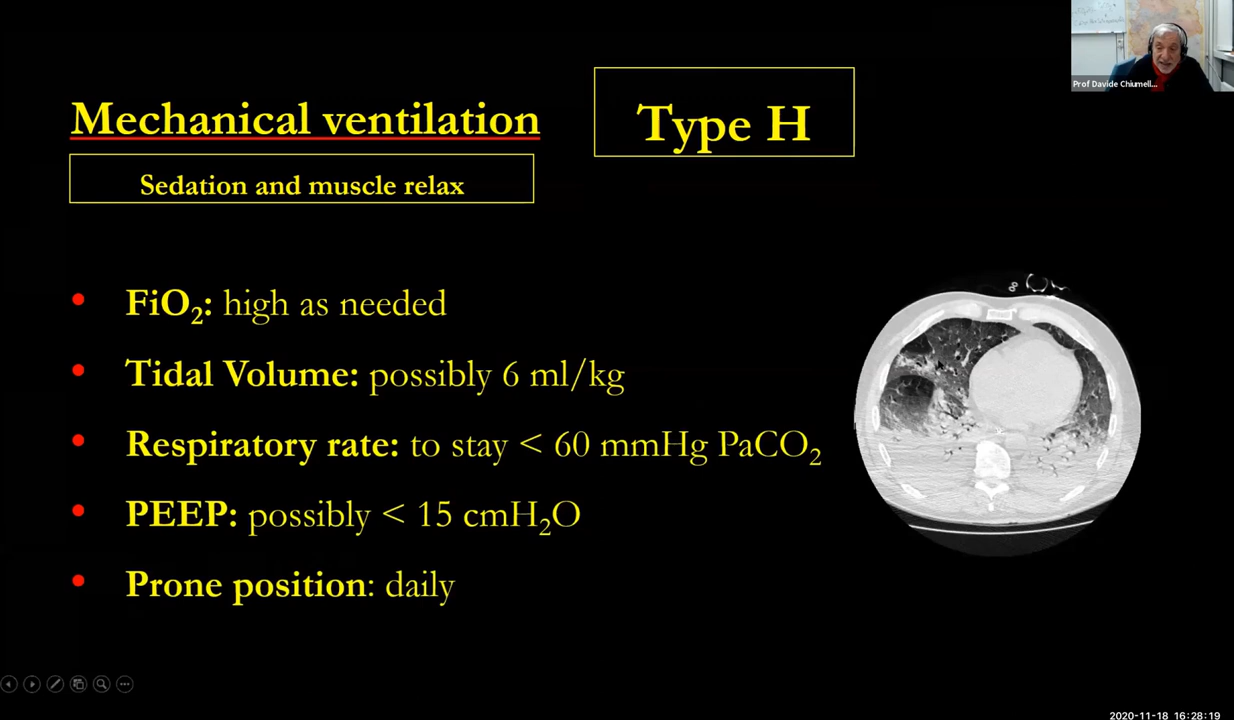 Mechanical ventilation
Type H
Sedation and muscle relax
• FiO₂: high as needed
• Tidal Volume: possibly 6 ml/kg
• Respiratory rate: to stay < 60 mmHg PaCO₂
• PEEP: possibly < 15 cmH₂O
• Prone position: daily
Prof Davide Chiumell...
2020-11-18 16:28:19